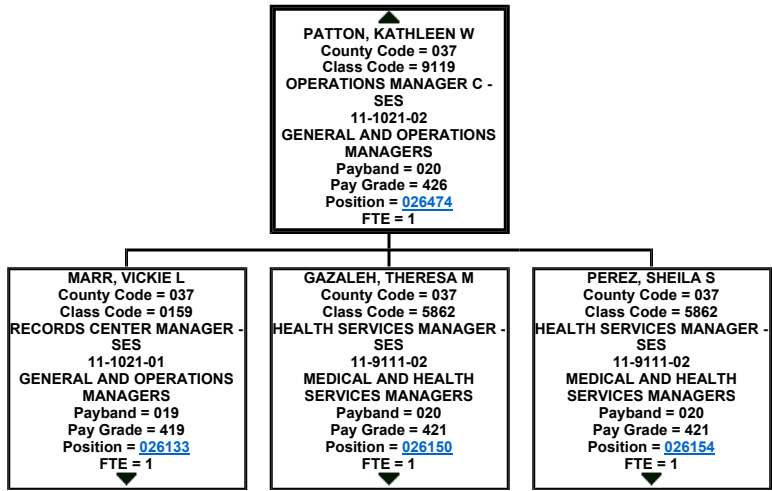 PATTON, KATHLEEN W
County Code = 037
Class Code = 9119
OPERATIONS MANAGER C -
SES
11-1021-02
GENERAL AND OPERATIONS
MANAGERS
Payband = 020
Pay Grade = 426
Position = 026474
FTE = 1
MARR, VICKIE L
County Code = 037
Class Code = 0159
RECORDS CENTER MANAGER -
SES
11-1021-01
GENERAL AND OPERATIONS
MANAGERS
Payband = 019
Pay Grade = 419
Position = 026133
FTE = 1
GAZALEH, THERESA M
County Code = 037
Class Code = 5862
HEALTH SERVICES MANAGER -
SES
11-9111-02
MEDICAL AND HEALTH
SERVICES MANAGERS
Payband = 020
Pay Grade = 421
Position = 026150
FTE = 1
PEREZ, SHEILA S
County Code = 037
Class Code = 5862
HEALTH SERVICES MANAGER -
SES
11-9111-02
MEDICAL AND HEALTH
SERVICES MANAGERS
Payband = 020
Pay Grade = 421
Position = 026154
FTE = 1